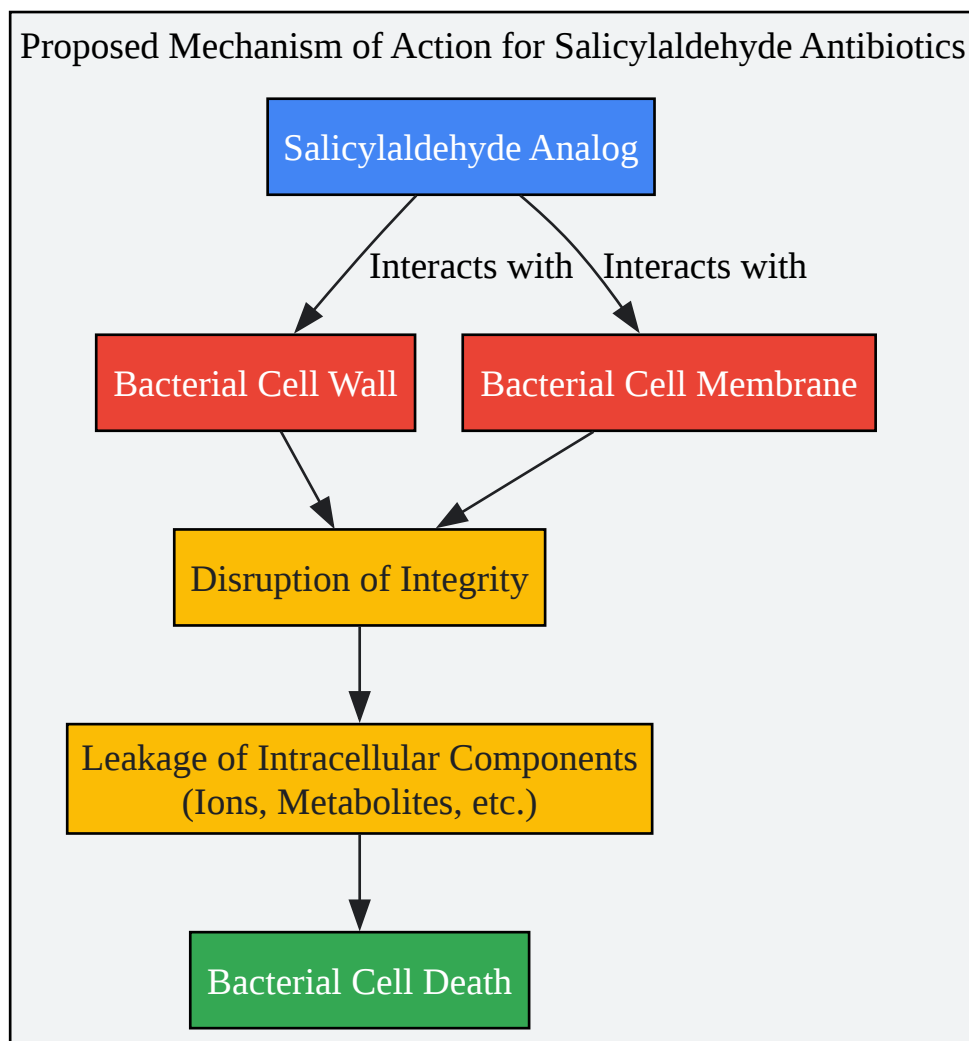 Proposed Mechanism of Action for Salicylaldehyde Antibiotics
Salicylaldehyde Analog
Interacts with
Interacts with
Bacterial Cell Wall
Bacterial Cell Membrane
Disruption of Integrity
Leakage of Intracellular Components
(Ions, Metabolites, etc.)
Bacterial Cell Death